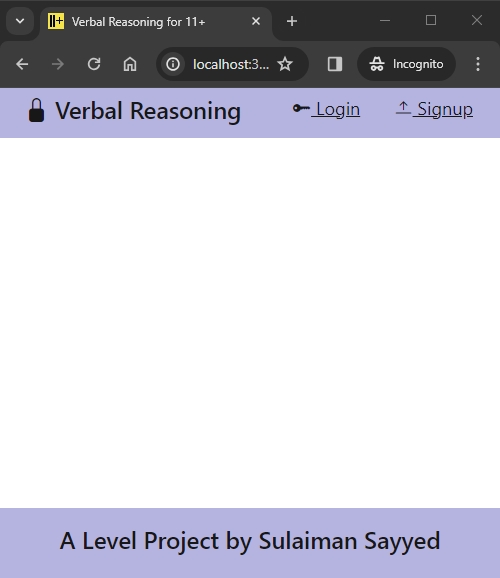 Verbal Reasoning for 11+
localhost:3... Incognito
Verbal Reasoning Login Signup
A Level Project by Sulaiman Sayyed